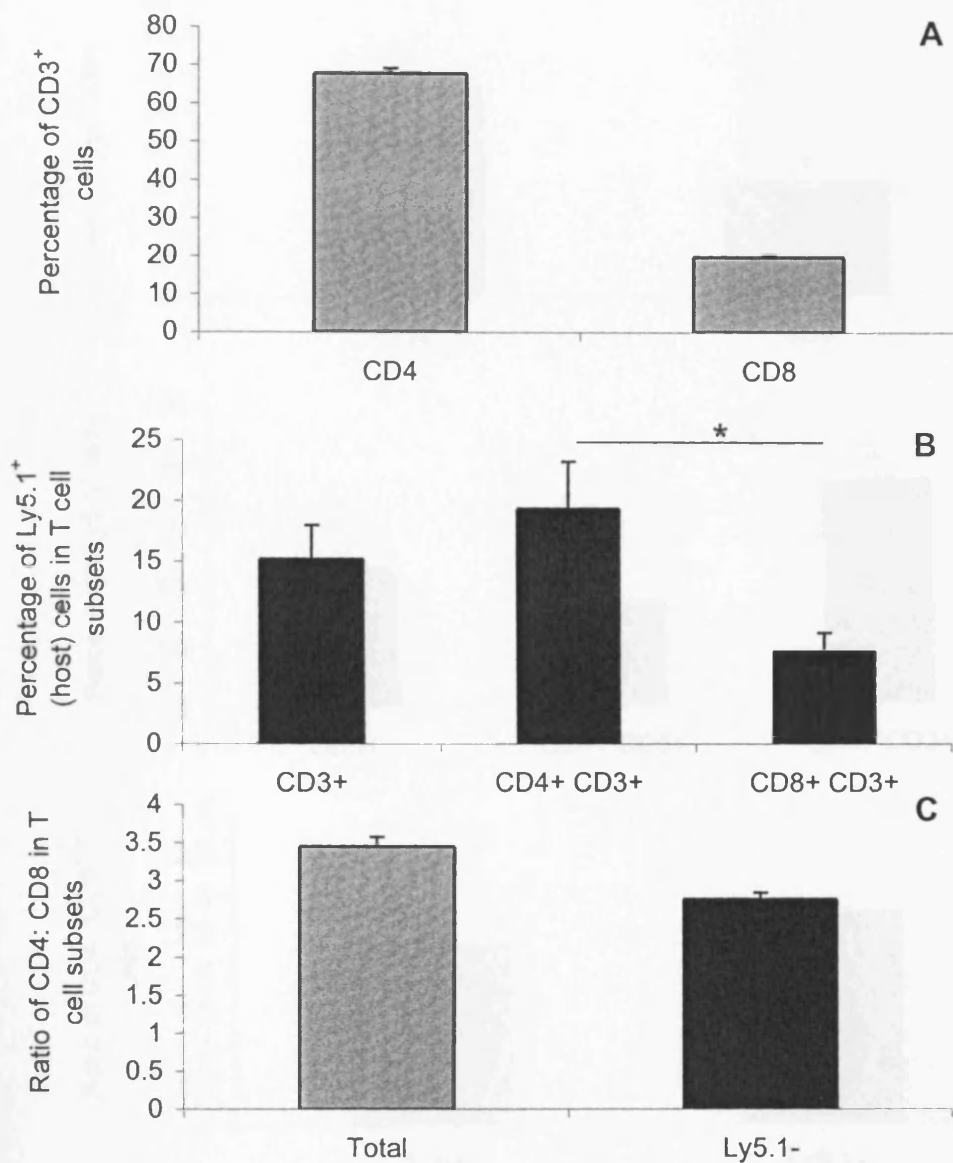 A
Percentage of CD3⁺
cells
80
70
60
50
40
30
20
10
0
CD4
CD8
B
*
Percentage of Ly5.1⁺
(host) cells in T cell
subsets
25
20
15
10
5
0
CD3+
CD4+ CD3+
CD8+ CD3+
C
Ratio of CD4: CD8 in T
cell subsets
4
3.5
3
2.5
2
1.5
1
0.5
0
Total
Ly5.1-